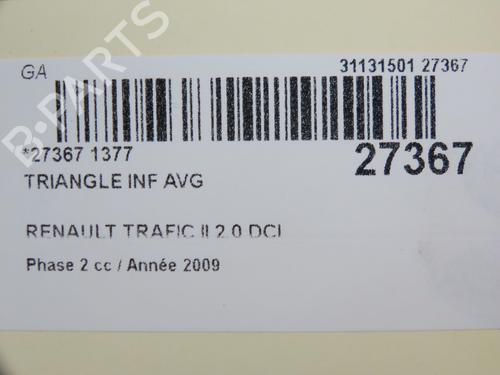 GA 31131501 27367
*27367 1377 27367
TRIANGLE INF AVG
RENAULT TRAFIC II 2.0 DCI
Phase 2 cc / Année 2009
B-PARTS